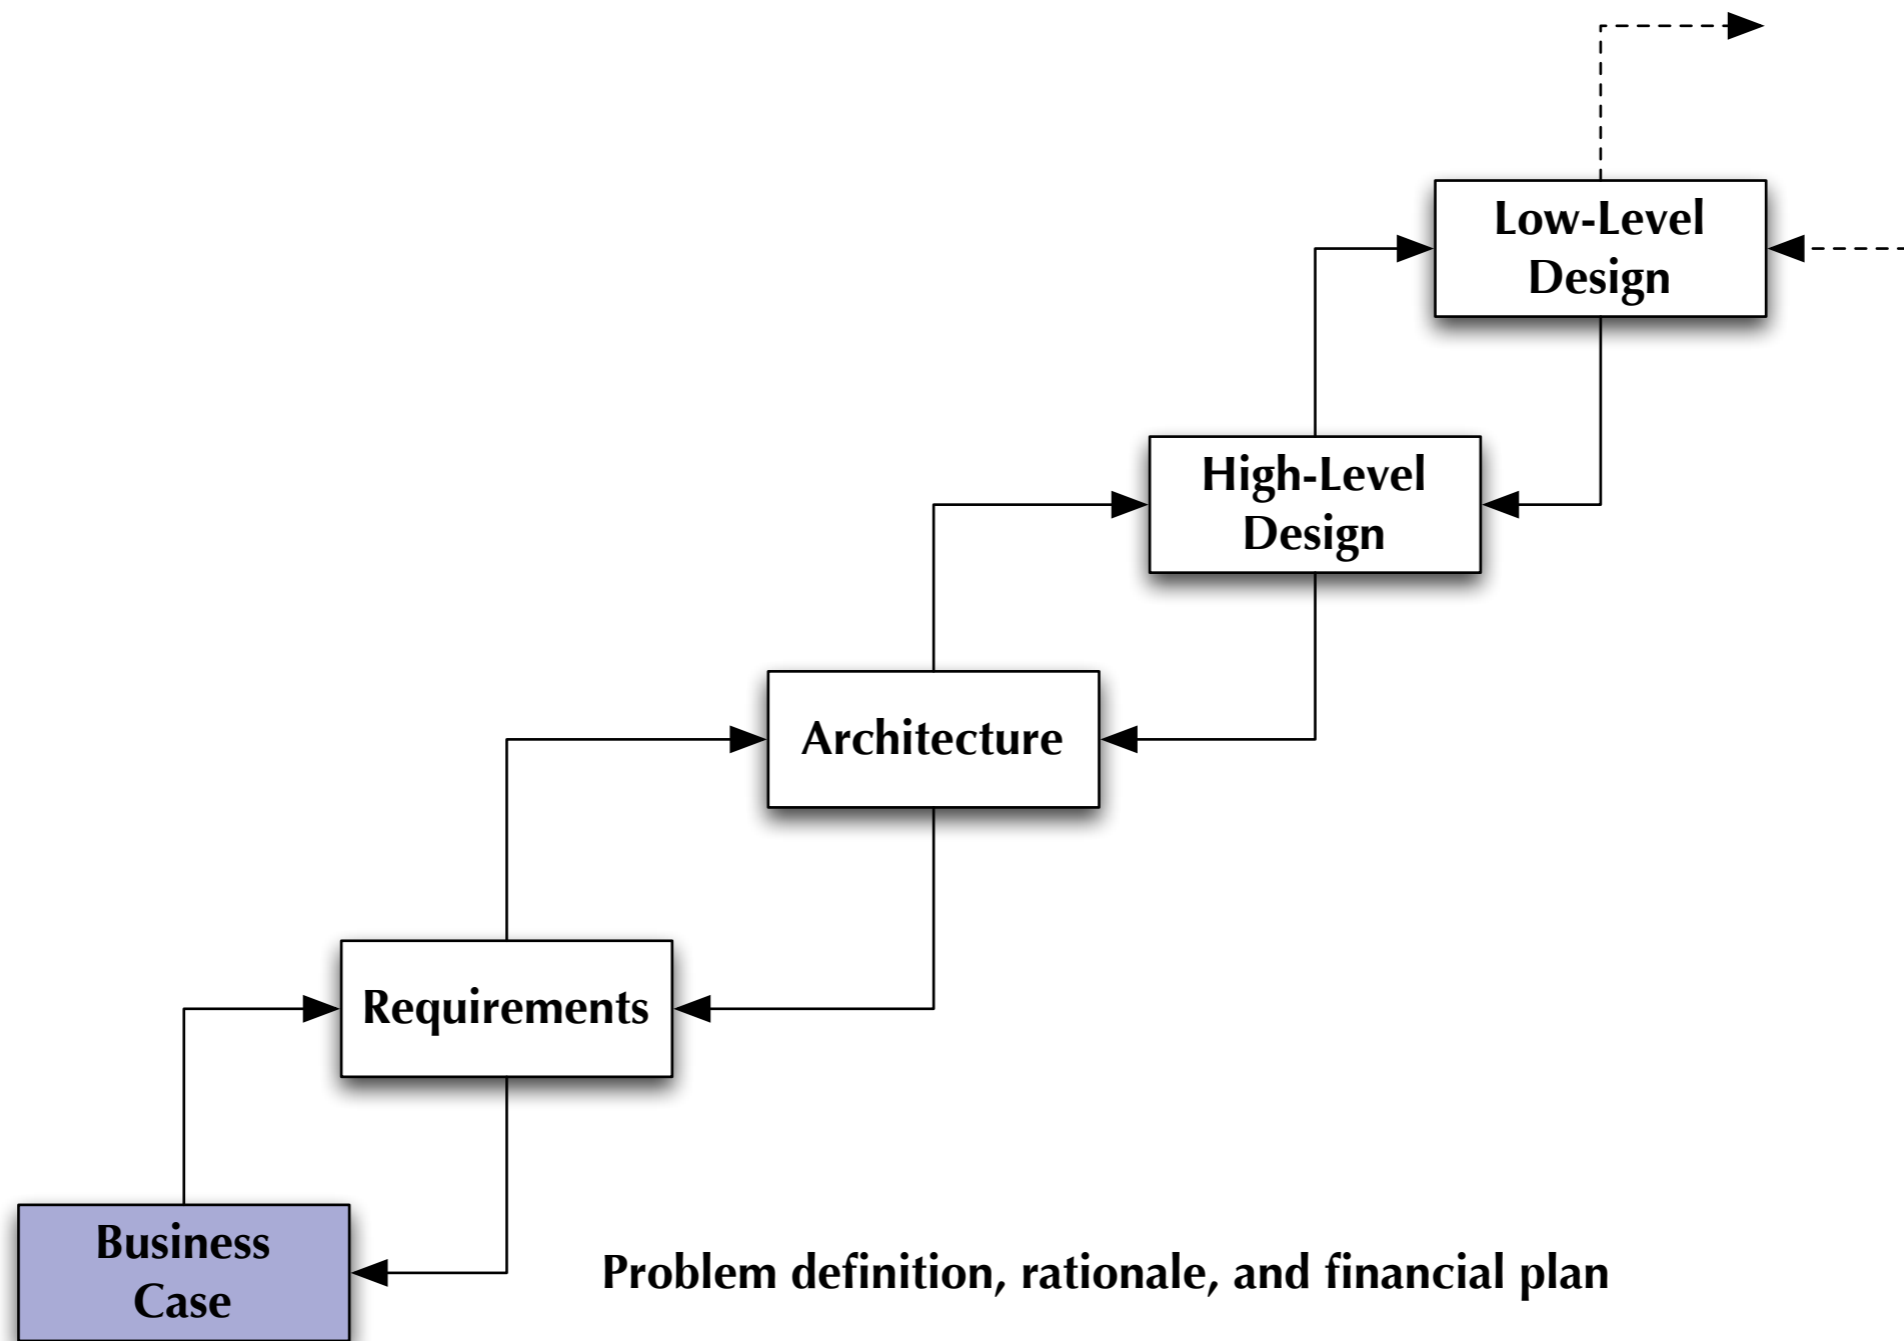 Low-Level
Design
High-Level
Design
Architecture
Requirements
Business
Case
Problem definition, rationale, and financial plan